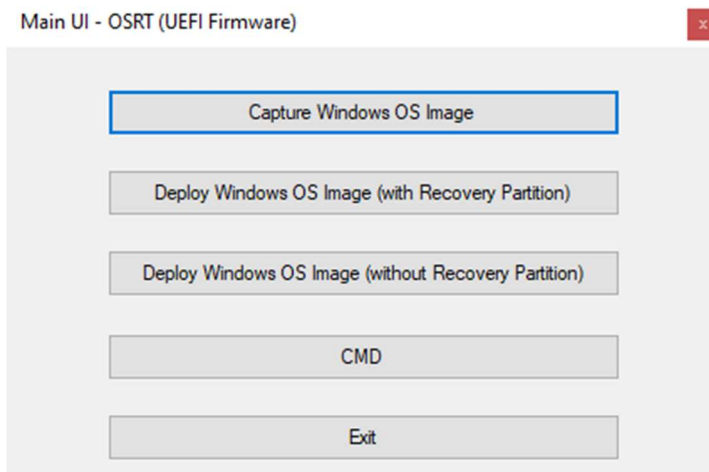 Main UI - OSRT (UEFI Firmware)
x
Capture Windows OS Image
Deploy Windows OS Image (with Recovery Partition)
Deploy Windows OS Image (without Recovery Partition)
CMD
Exit